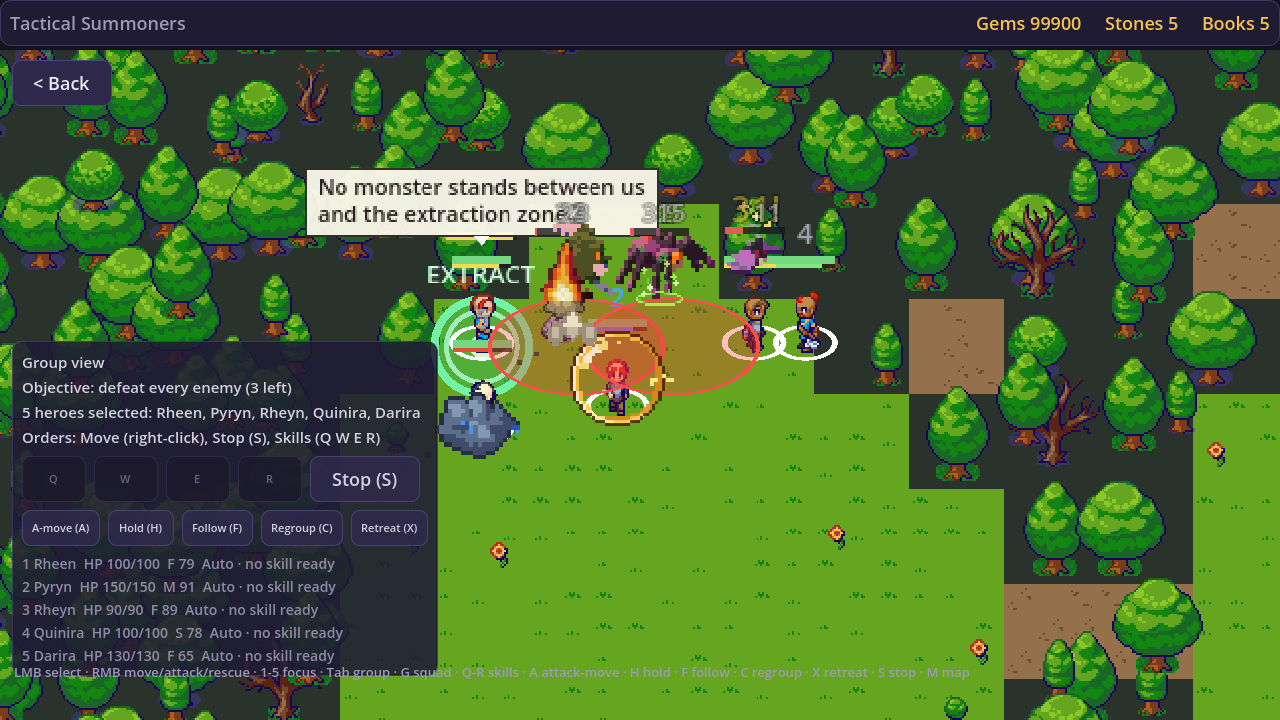 Tactical Summoners
Gems 99900 Stones 5 Books 5
< Back
No monster stands between us
and the extraction zone
315
4
EXTRACT
2
Group view
Objective: defeat every enemy (3 left)
5 heroes selected: Rheen, Pyryn, Rheyn, Quinira, Darira
Orders: Move (right-click), Stop (S), Skills (Q W E R)
Q W E R Stop (S)
A-move (A) Hold (H) Follow (F) Regroup (C) Retreat (X)
1 Rheen HP 100/100 F 79 Auto · no skill ready
2 Pyryn HP 150/150 M 91 Auto · no skill ready
3 Rheyn HP 90/90 F 89 Auto · no skill ready
4 Quinira HP 100/100 S 78 Auto · no skill ready
5 Darira HP 130/130 F 65 Auto · no skill ready
LMB select · RMB move/attack/rescue · 1-5 focus · Tab group · G squad · Q-R skills · A attack-move · H hold · F follow · C regroup · X retreat · S stop · M map